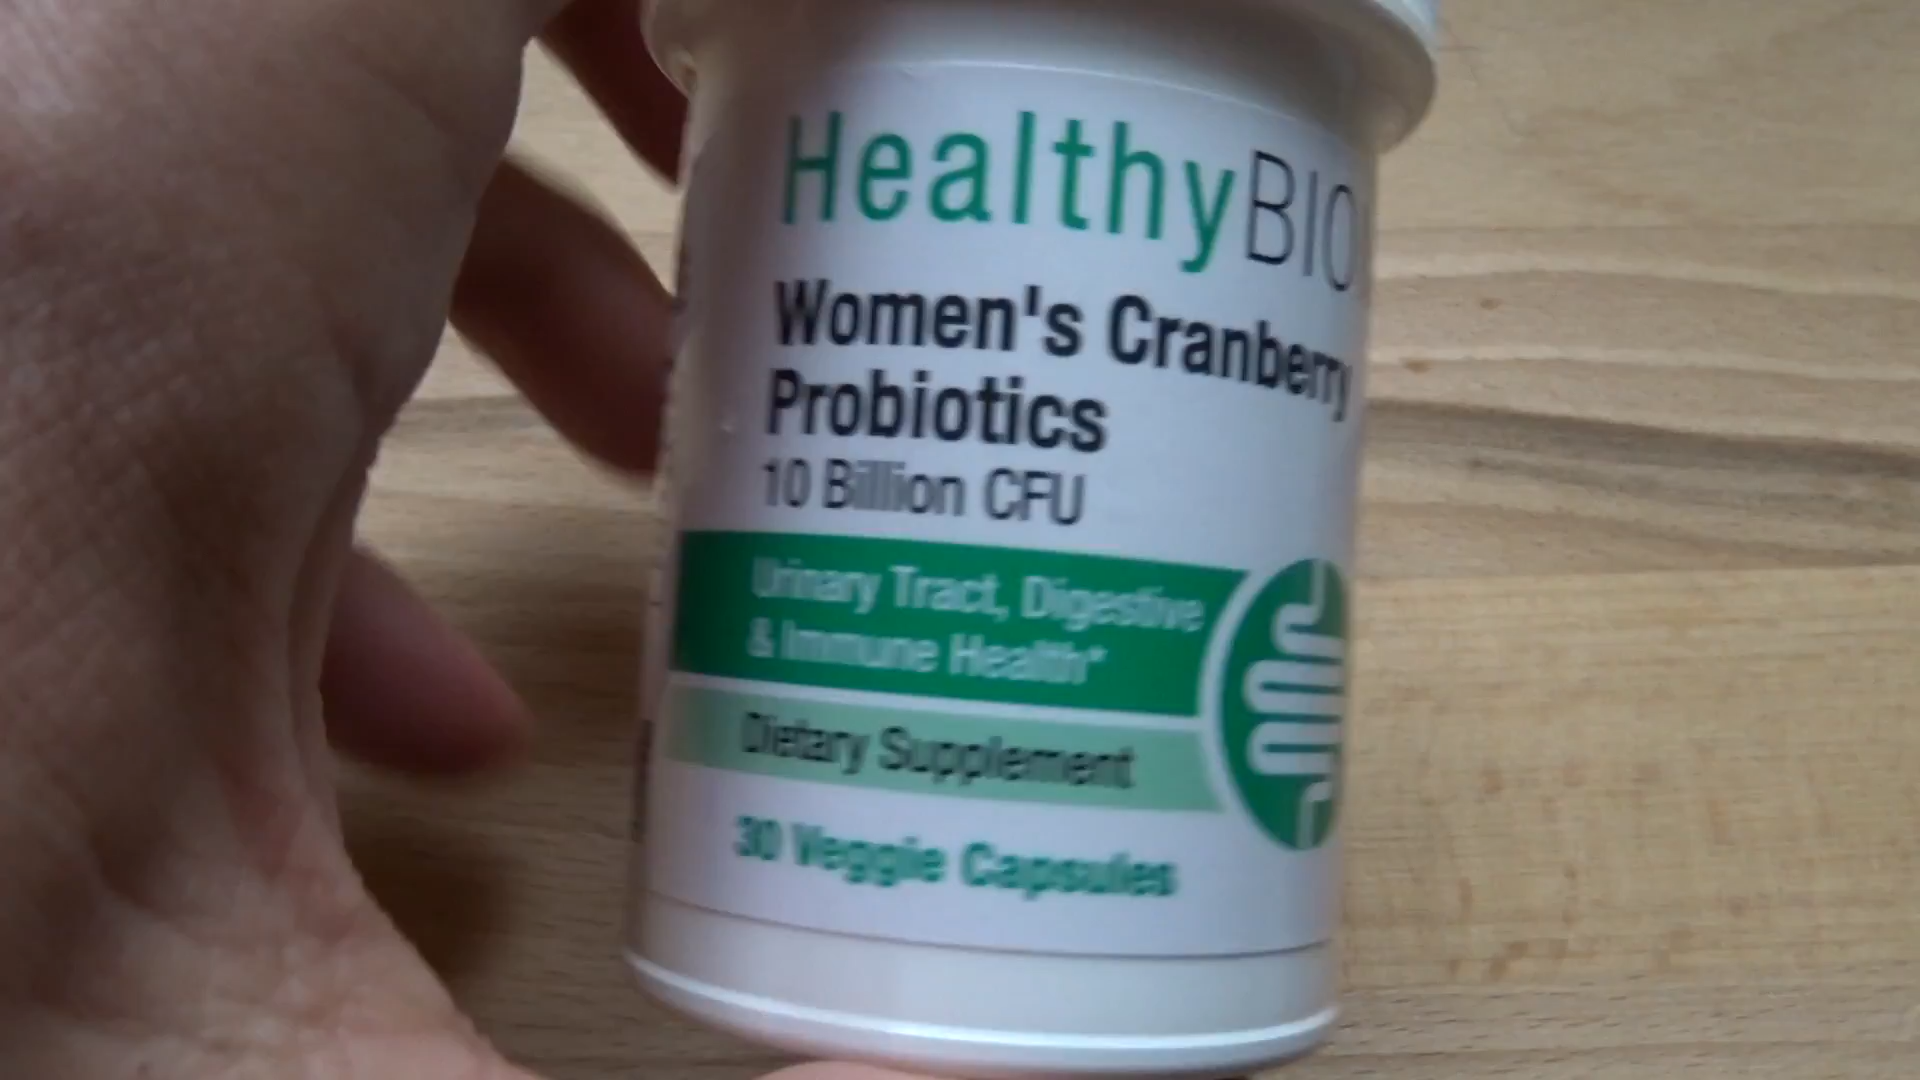 HealthyBIO
Women's Cranberry
Probiotics
10 Billion CFU
Urinary Tract, Digestive
& Immune Health*
Dietary Supplement
30 Veggie Capsules